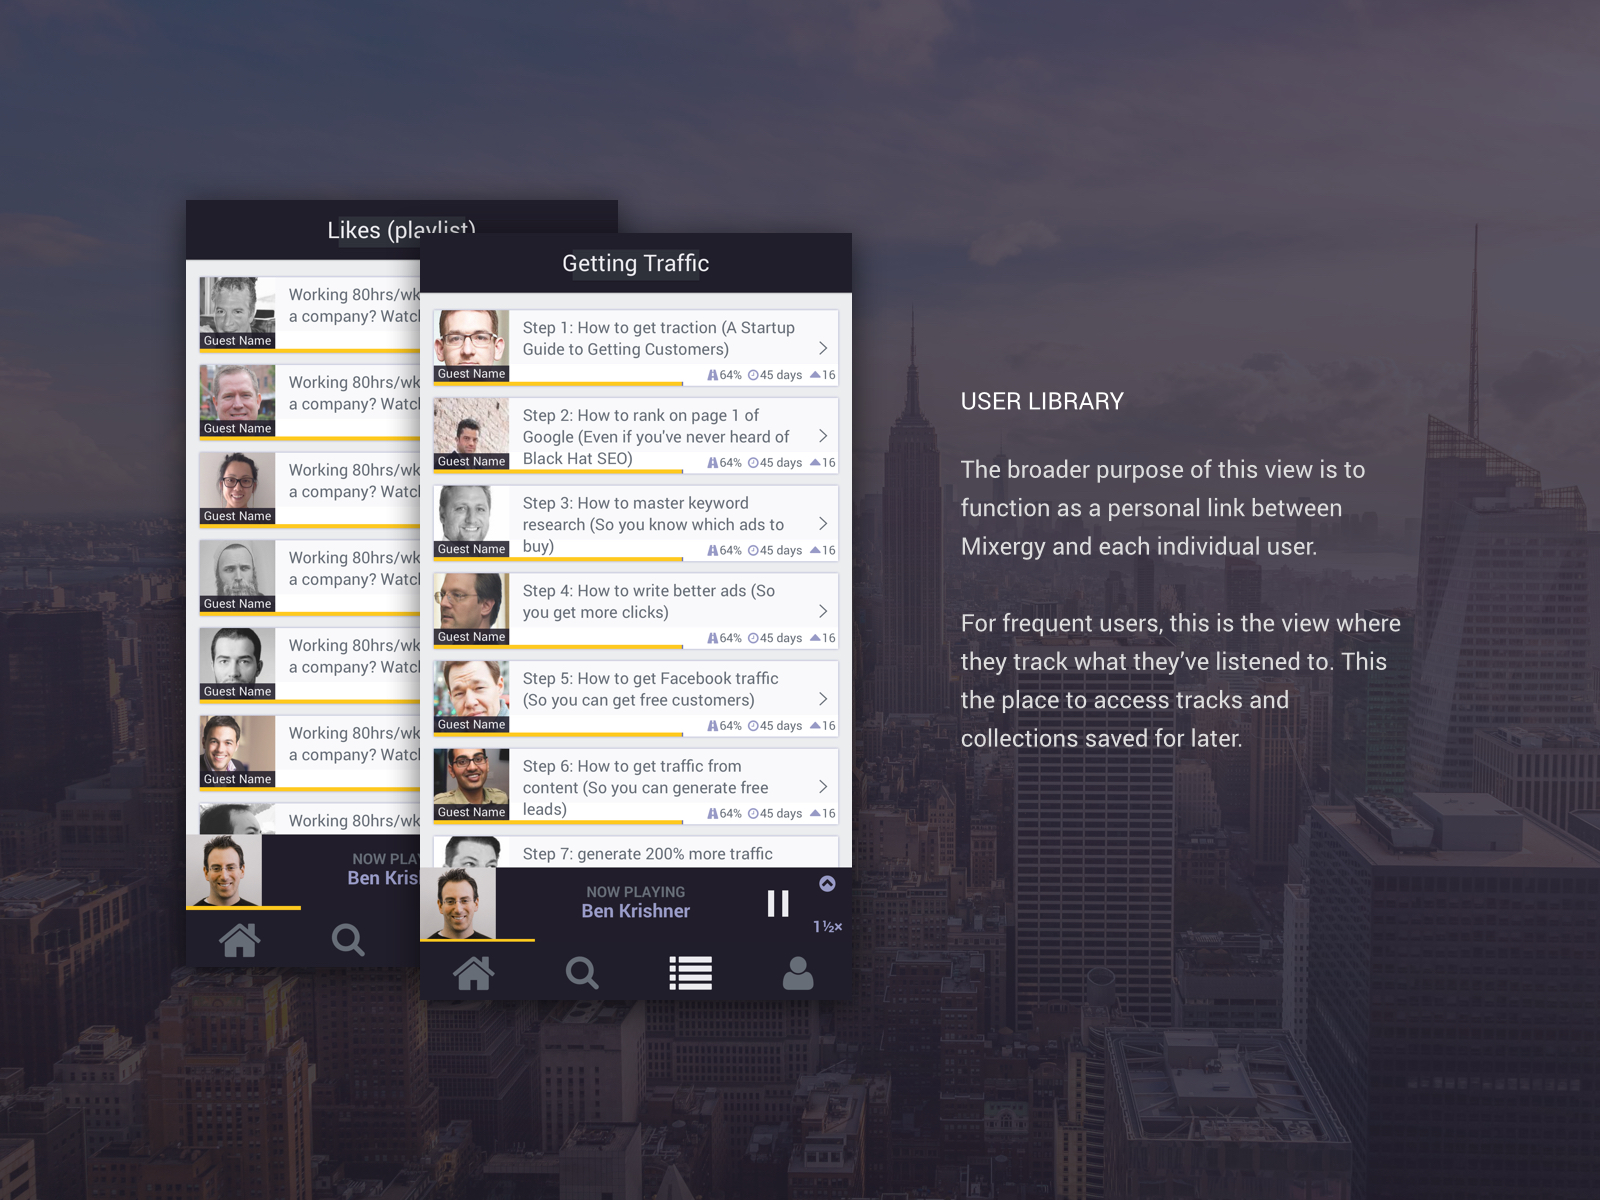 Likes (playlist)
Working 80hrs/wk
a company? Watch
Guest Name
Working 80hrs/wk
a company? Watch
Guest Name
Working 80hrs/wk
a company? Watch
Guest Name
Working 80hrs/wk
a company? Watch
Guest Name
Working 80hrs/wk
a company? Watch
Guest Name
Working 80hrs/wk
a company? Watch
Guest Name
Working 80hrs/wk
NOW PLA
Ben Kris
Getting Traffic
Step 1: How to get traction (A Startup
Guide to Getting Customers)
Guest Name
64% 45 days 16
Step 2: How to rank on page 1 of
Google (Even if you've never heard of
Black Hat SEO)
Guest Name
64% 45 days 16
Step 3: How to master keyword
research (So you know which ads to
buy)
Guest Name
64% 45 days 16
Step 4: How to write better ads (So
you get more clicks)
Guest Name
64% 45 days 16
Step 5: How to get Facebook traffic
(So you can get free customers)
Guest Name
64% 45 days 16
Step 6: How to get traffic from
content (So you can generate free
leads)
Guest Name
64% 45 days 16
Step 7: generate 200% more traffic
NOW PLAYING
Ben Krishner
1½×
USER LIBRARY
The broader purpose of this view is to
function as a personal link between
Mixergy and each individual user.
For frequent users, this is the view where
they track what they’ve listened to. This
the place to access tracks and
collections saved for later.